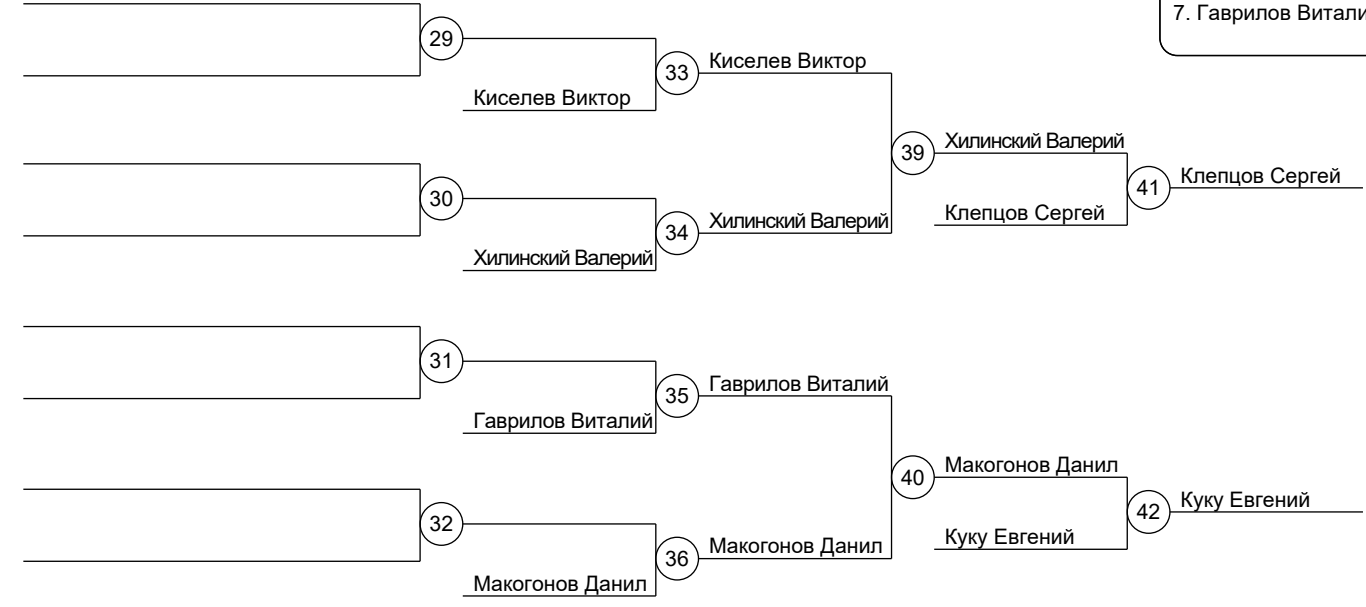 7. Гаврилов Витали
29
33
Киселев Виктор
Киселев Виктор
39
Хилинский Валерий
41
Клепцов Сергей
30
34
Хилинский Валерий
Клепцов Сергей
Хилинский Валерий
31
35
Гаврилов Виталий
Гаврилов Виталий
40
Макогонов Данил
42
Куку Евгений
32
36
Макогонов Данил
Куку Евгений
Макогонов Данил